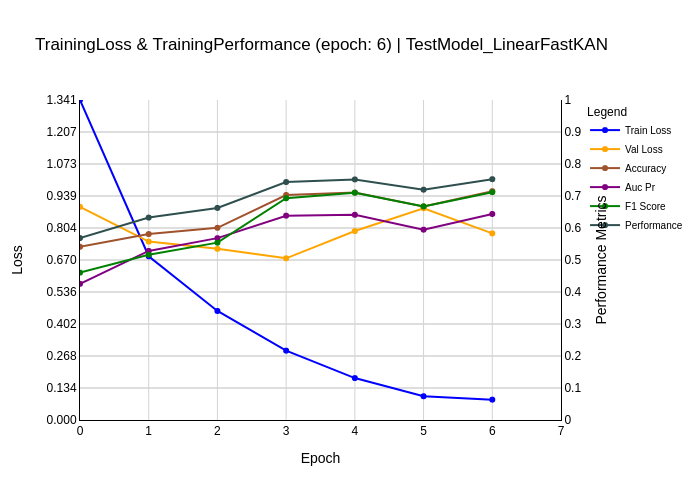 TrainingLoss & TrainingPerformance (epoch: 6) | TestModel_LinearFastKAN
Legend
Train Loss
Val Loss
Accuracy
Auc Pr
F1 Score
Performance
Loss
1.341
1.207
1.073
0.939
0.804
0.670
0.536
0.402
0.268
0.134
0.000
1
0.9
0.8
0.7
0.6
0.5
0.4
0.3
0.2
0.1
0
Performance Metrics
0 1 2 3 4 5 6 7
Epoch